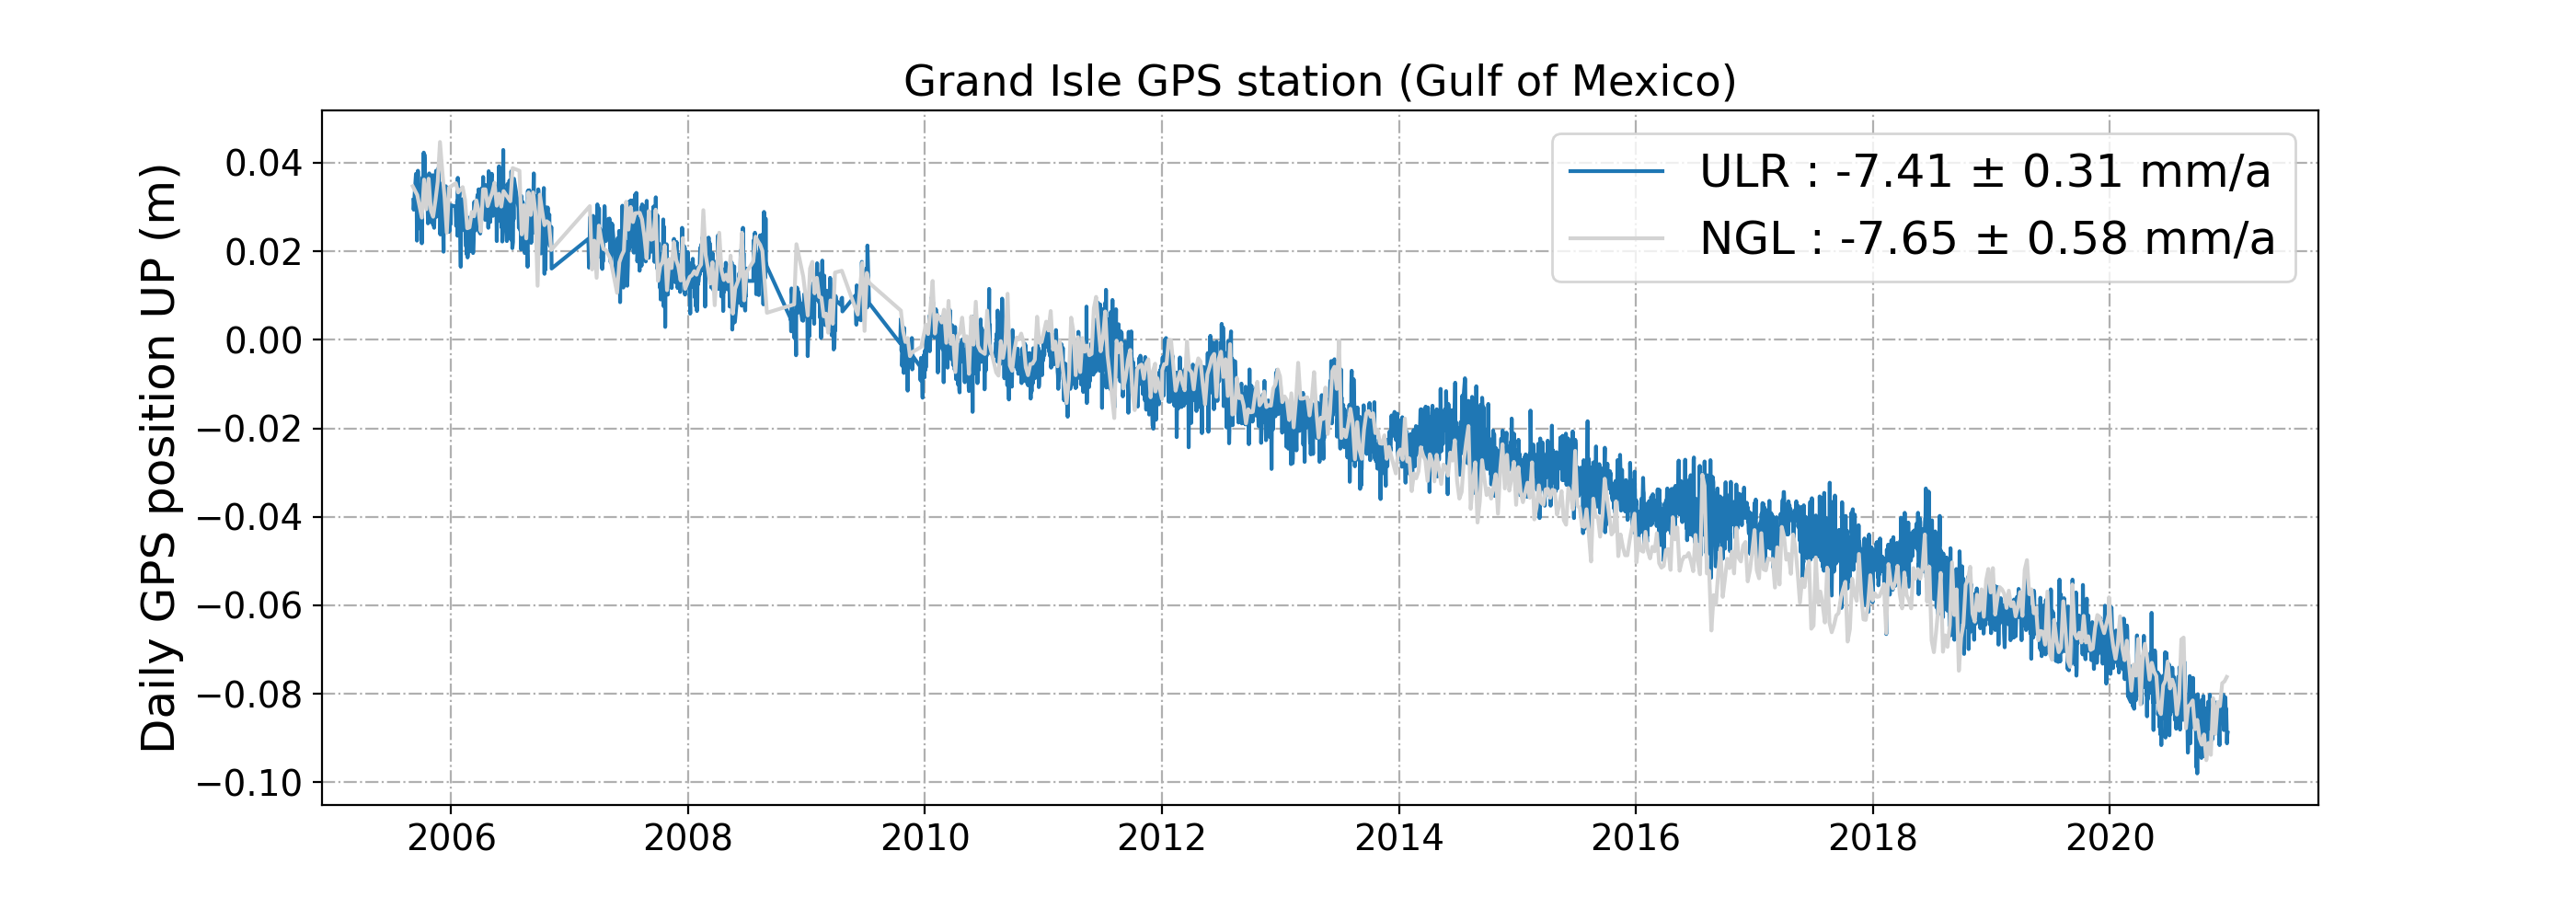 Grand Isle GPS station (Gulf of Mexico)
Daily GPS position UP (m)
0.04
0.02
0.00
−0.02
−0.04
−0.06
−0.08
−0.10
ULR : -7.41 ± 0.31 mm/a
NGL : -7.65 ± 0.58 mm/a
2006 2008 2010 2012 2014 2016 2018 2020